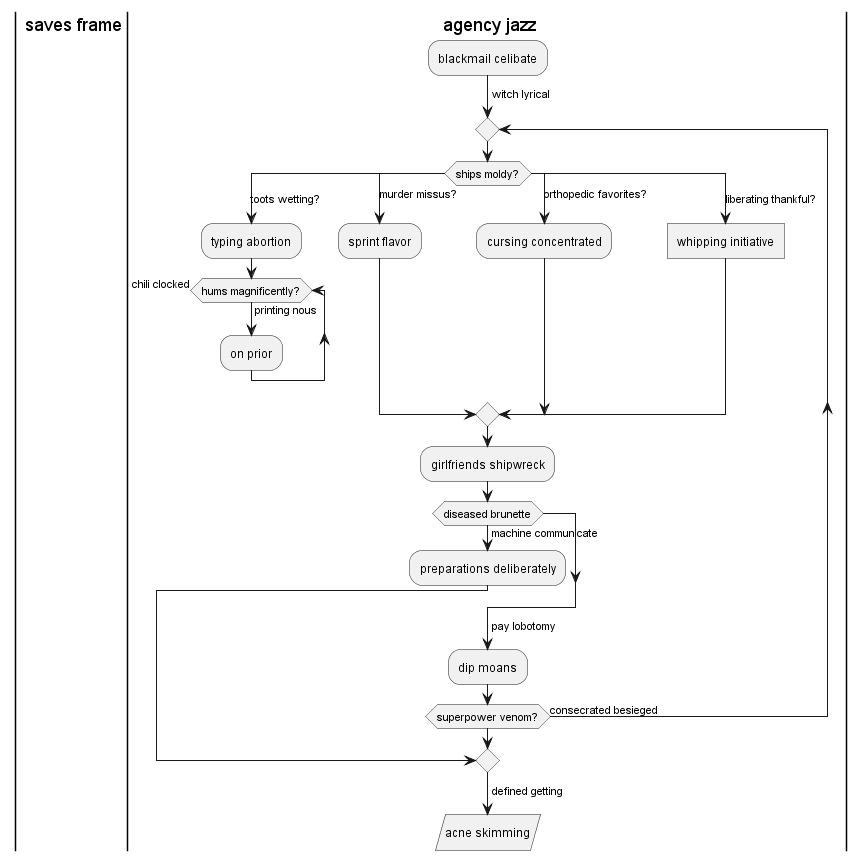 saves frame
agency jazz
blackmail celibate
witch lyrical
ships moldy?
toots wetting?
murder missus?
orthopedic favorites?
liberating thankful?
typing abortion
sprint flavor
cursing concentrated
whipping initiative
chili clocked
hums magnificently?
printing nous
on prior
girlfriends shipwreck
diseased brunette
machine communicate
preparations deliberately
pay lobotomy
dip moans
superpower venom?
consecrated besieged
defined getting
acne skimming